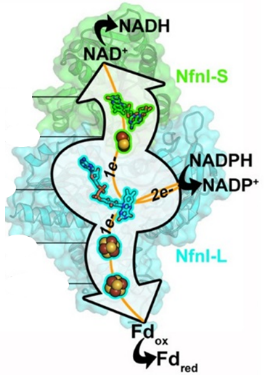 NADH
NAD⁺
NfnI-S
1e-
NADPH
2e-
NADP⁺
1e-
NfnI-L
Fdox
Fdred